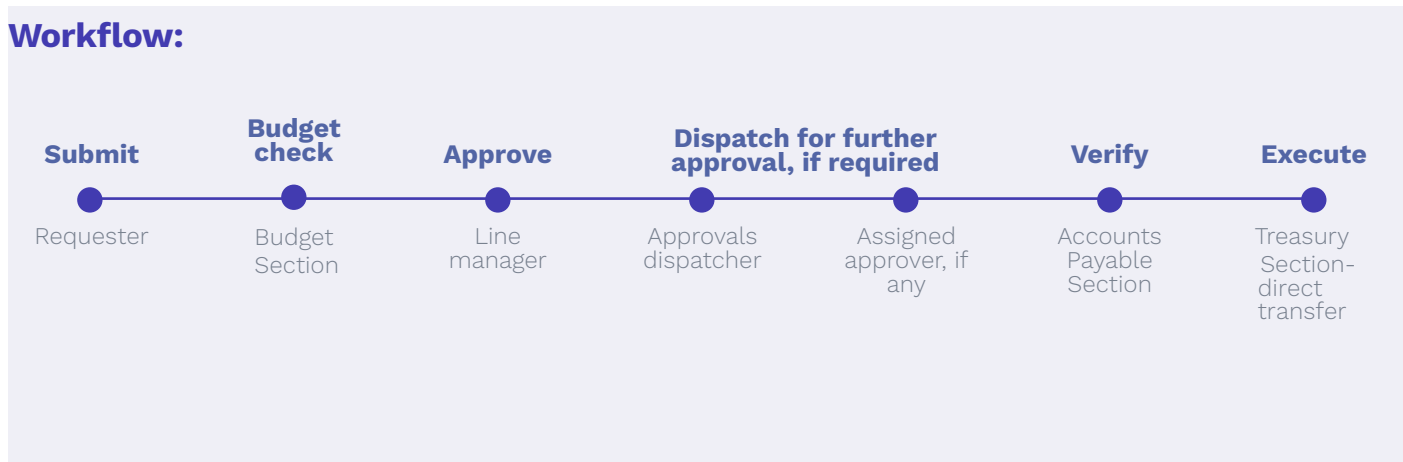 Workflow:
Submit
Budget
check
Approve
Dispatch for further
approval, if required
Verify
Execute
Requester
Budget
Section
Line
manager
Approvals
dispatcher
Assigned
approver, if
any
Accounts
Payable
Section
Treasury
Section-
direct
transfer